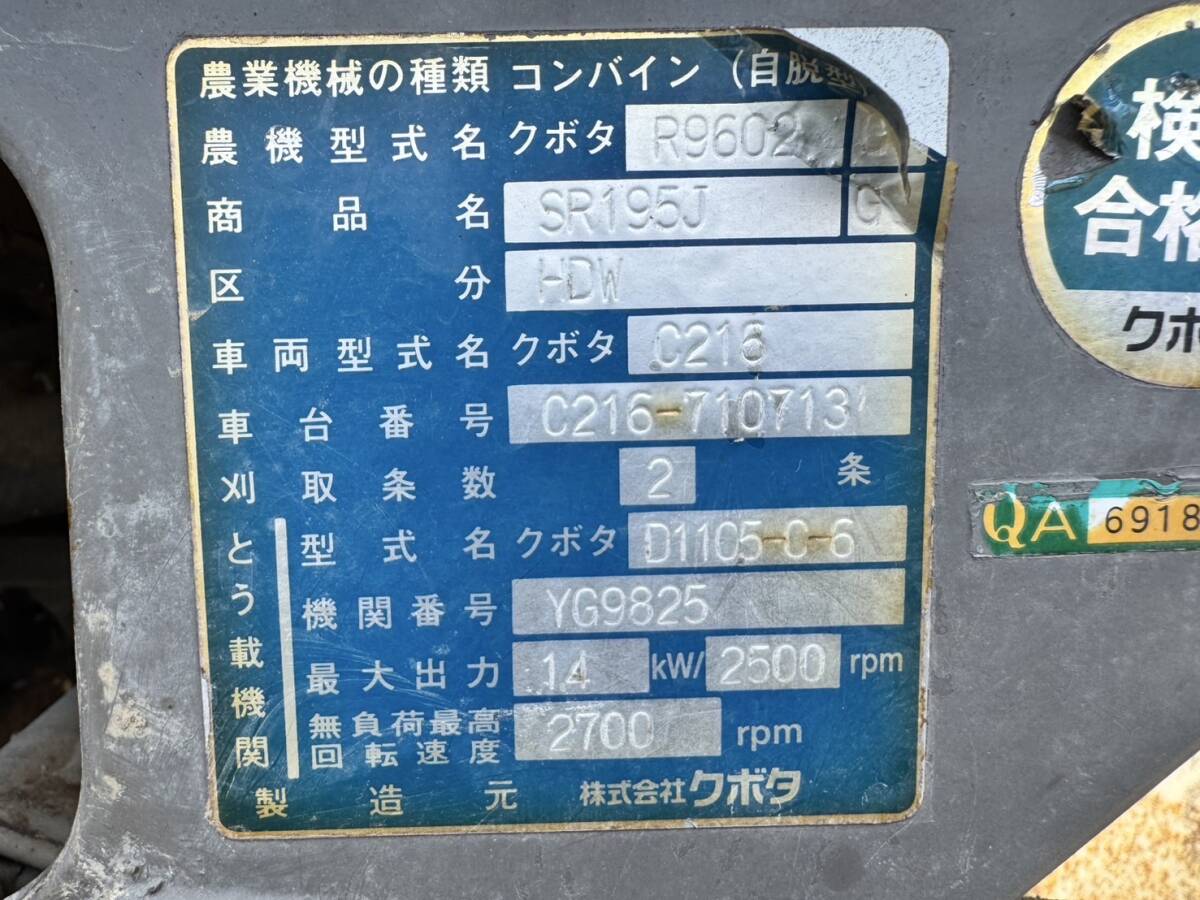 農業機械の種類 コンバイン (自脱型)
農機型式名 クボタ R9602
商品名 SR195J G
区分 HDW
車両型式名 クボタ C216
車台番号 C216-710713
刈取条数 2 条
とう載機関
型式名 クボタ D1105-C-6
機関番号 YG9825
最大出力 14 kW/ 2500 rpm
無負荷最高回転速度 2700 rpm
製造元 株式会社クボタ
検
合格
クボ
QA 6918